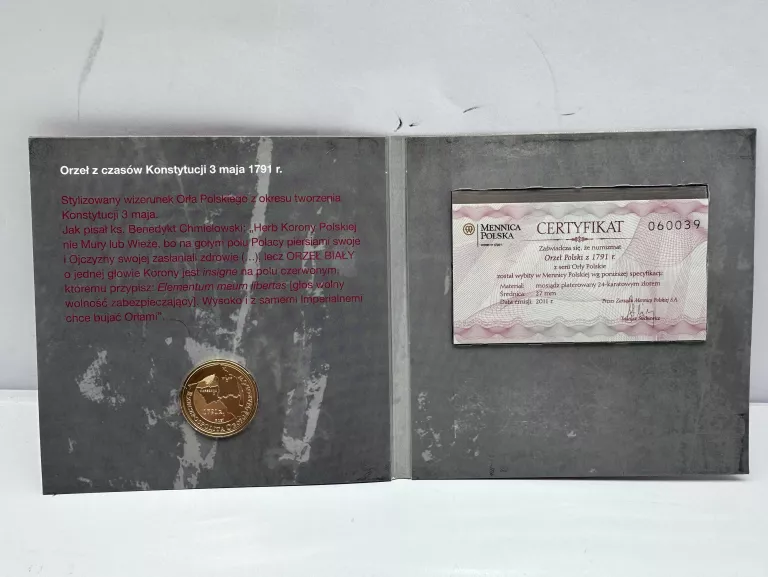 Orzeł z czasów Konstytucji 3 maja 1791 r.
Stylizowany wizerunek Orła Polskiego z okresu tworzenia
Konstytucji 3 maja.
Jak pisał ks. Benedykt Chmielowski: „Herb Korony Polskiej
nie Mury lub Wieże, bo na gołym polu Polacy piersiami swoje
i Ojczyzny swojej zasłaniali zdrowie (...) lecz ORZEŁ BIAŁY
o jednej głowie Korony jest insigne na polu czerwonym,
któremu przypisz: Elementum meum libertas [głos wolny
wolność zabezpieczający]. Wysoko i z samemi Imperialnemi
chce bujać Orłami".
1791 r.
MENNICA
POLSKA
CERTYFIKAT
060039
Zaświadcza się, że numizmat
Orzeł Polski z 1791 r.
z serii Orły Polskie
został wybity w Mennicy Polskiej wg poniższej specyfikacji:
Materiał: mosiądz platerowany 24-karatowym złotem
Średnica: 27 mm
Data emisji: 2011 r.
Prezes Zarządu Mennicy Polskiej S.A.